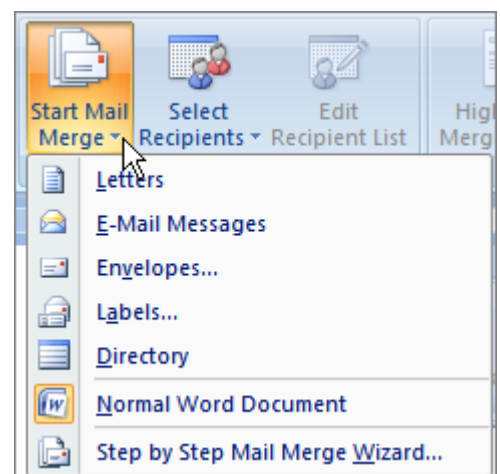 Start Mail Select Edit
Merge Recipients Recipient List
Letters
E-Mail Messages
Envelopes...
Labels...
Directory
Normal Word Document
Step by Step Mail Merge Wizard...